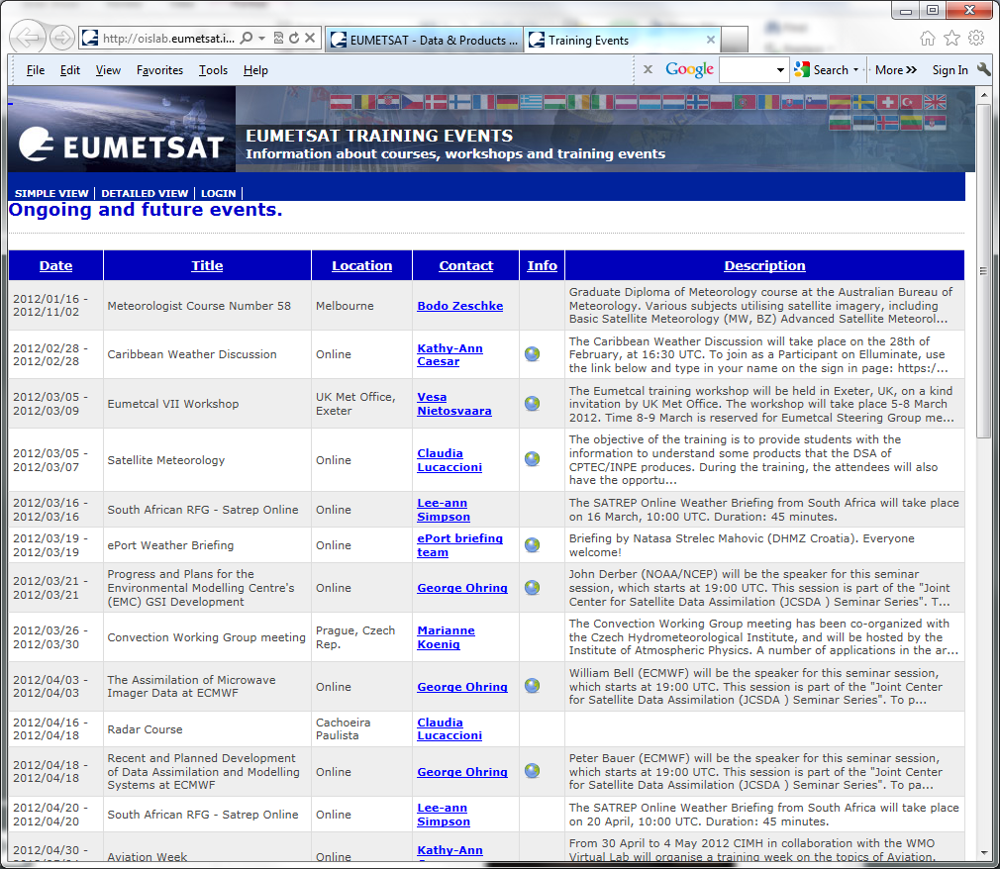 http://oislab.eumetsat.i...
EUMETSAT - Data & Products ...
Training Events
File Edit View Favorites Tools Help
Google
Search
More
Sign In
EUMETSAT
EUMETSAT TRAINING EVENTS
Information about courses, workshops and training events
SIMPLE VIEW | DETAILED VIEW | LOGIN |
Ongoing and future events.
Date Title Location Contact Info Description
2012/01/16 -
2012/11/02
Meteorologist Course Number 58
Melbourne
Bodo Zeschke
Graduate Diploma of Meteorology course at the Australian Bureau of
Meteorology. Various subjects utilising satellite imagery, including
Basic Satellite Meteorology (MW, BZ) Advanced Satellite Meteorol...
2012/02/28 -
2012/02/28
Caribbean Weather Discussion
Online
Kathy-Ann
Caesar
The Caribbean Weather Discussion will take place on the 28th of
February, at 16:30 UTC. To join as a Participant on Elluminate, use
the link below and type in your name on the sign in page: https:/...
2012/03/05 -
2012/03/09
Eumetcal VII Workshop
UK Met Office,
Exeter
Vesa
Nietosvaara
The Eumetcal training workshop will be held in Exeter, UK, on a kind
invitation by UK Met Office. The workshop will take place 5-8 March
2012. Time 8-9 March is reserved for Eumetcal Steering Group me...
2012/03/05 -
2012/03/07
Satellite Meteorology
Online
Claudia
Lucaccioni
The objective of the training is to provide students with the
information to understand some products that the DSA of
CPTEC/INPE produces. During the training, the attendees will also
have the opportu...
2012/03/16 -
2012/03/16
South African RFG - Satrep Online
Online
Lee-ann
Simpson
The SATREP Online Weather Briefing from South Africa will take place
on 16 March, 10:00 UTC. Duration: 45 minutes.
2012/03/19 -
2012/03/19
ePort Weather Briefing
Online
ePort briefing
team
Briefing by Natasa Strelec Mahovic (DHMZ Croatia). Everyone
welcome!
2012/03/21 -
2012/03/21
Progress and Plans for the
Environmental Modelling Centre's
(EMC) GSI Development
Online
George Ohring
John Derber (NOAA/NCEP) will be the speaker for this seminar
session, which starts at 19:00 UTC. This session is part of the "Joint
Center for Satellite Data Assimilation (JCSDA ) Seminar Series". T...
2012/03/26 -
2012/03/30
Convection Working Group meeting
Prague, Czech
Rep.
Marianne
Koenig
The Convection Working Group meeting has been co-organized with
the Czech Hydrometeorological Institute, and will be hosted by the
Institute of Atmospheric Physics. A number of applications in the ar...
2012/04/03 -
2012/04/03
The Assimilation of Microwave
Imager Data at ECMWF
Online
George Ohring
William Bell (ECMWF) will be the speaker for this seminar session,
which starts at 19:00 UTC. This session is part of the "Joint Center
for Satellite Data Assimilation (JCSDA ) Seminar Series". To p...
2012/04/16 -
2012/04/18
Radar Course
Cachoeira
Paulista
Claudia
Lucaccioni
2012/04/18 -
2012/04/18
Recent and Planned Development
of Data Assimilation and Modelling
Systems at ECMWF
Online
George Ohring
Peter Bauer (ECMWF) will be the speaker for this seminar session,
which starts at 19:00 UTC. This session is part of the "Joint Center
for Satellite Data Assimilation (JCSDA ) Seminar Series". To pa...
2012/04/20 -
2012/04/20
South African RFG - Satrep Online
Online
Lee-ann
Simpson
The SATREP Online Weather Briefing from South Africa will take place
on 20 April, 10:00 UTC. Duration: 45 minutes.
2012/04/30 -
Aviation Week
Online
Kathy-Ann
From 30 April to 4 May 2012 CIMH in collaboration with the WMO
Virtual Lab will organise a training week on the topics of Aviation.